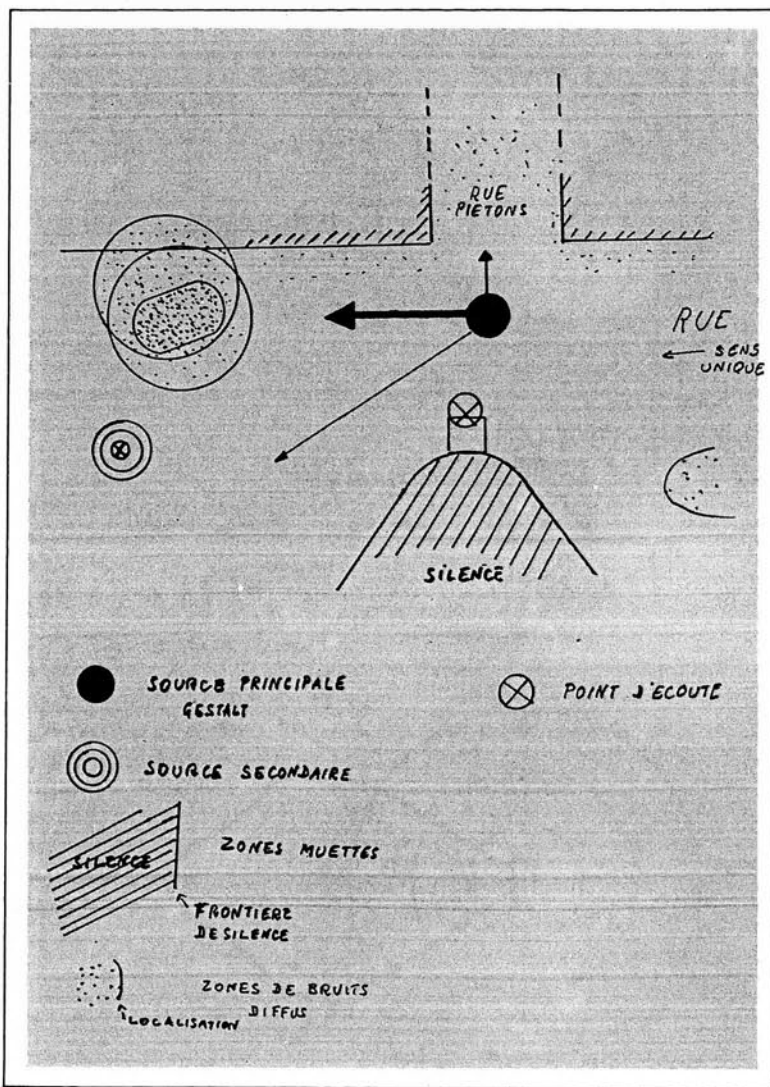 RUE
PIETONS
RUE
← SENS
UNIQUE
SILENCE
SOURCE PRINCIPALE
GESTALT
POINT D'ECOUTE
SOURCE SECONDAIRE
SILENCE
ZONES MUETTES
FRONTIERE
DE SILENCE
ZONES DE BRUITS
DIFFUS
LOCALISATION